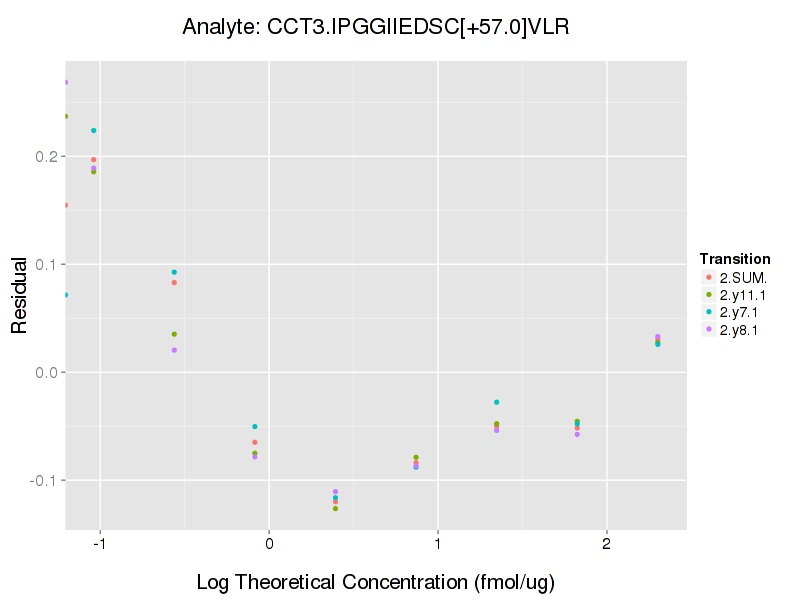 Analyte: CCT3.IPGGIIEDSC[+57.0]VLR
Residual
0.2
0.1
0.0
-0.1
-1
0
1
2
Log Theoretical Concentration (fmol/ug)
Transition
2.SUM.
2.y11.1
2.y7.1
2.y8.1